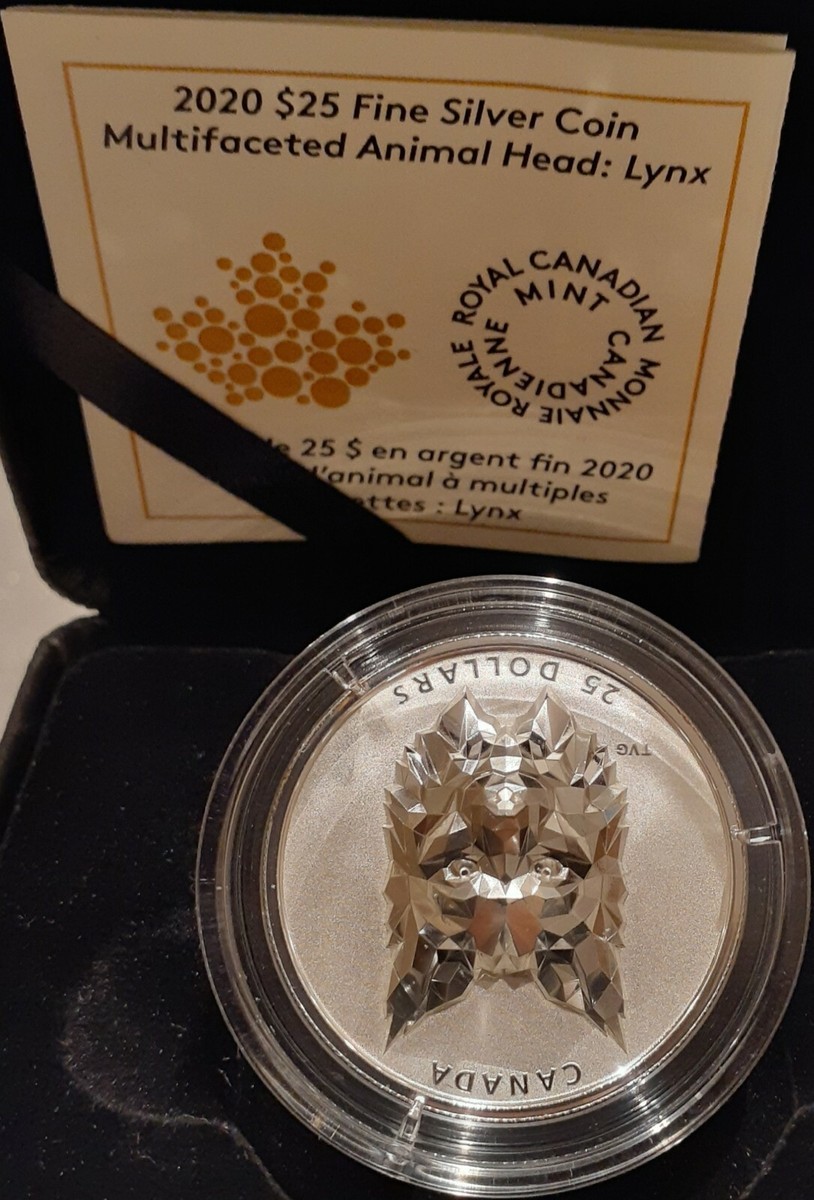 2020 $25 Fine Silver Coin
Multifaceted Animal Head: Lynx
ROYAL CANADIAN MINT
MONNAIE ROYALE CANADIENNE
25 $ en argent fin 2020
d'animal à multiples
: Lynx
25 DOLLARS
TVG
CANADA